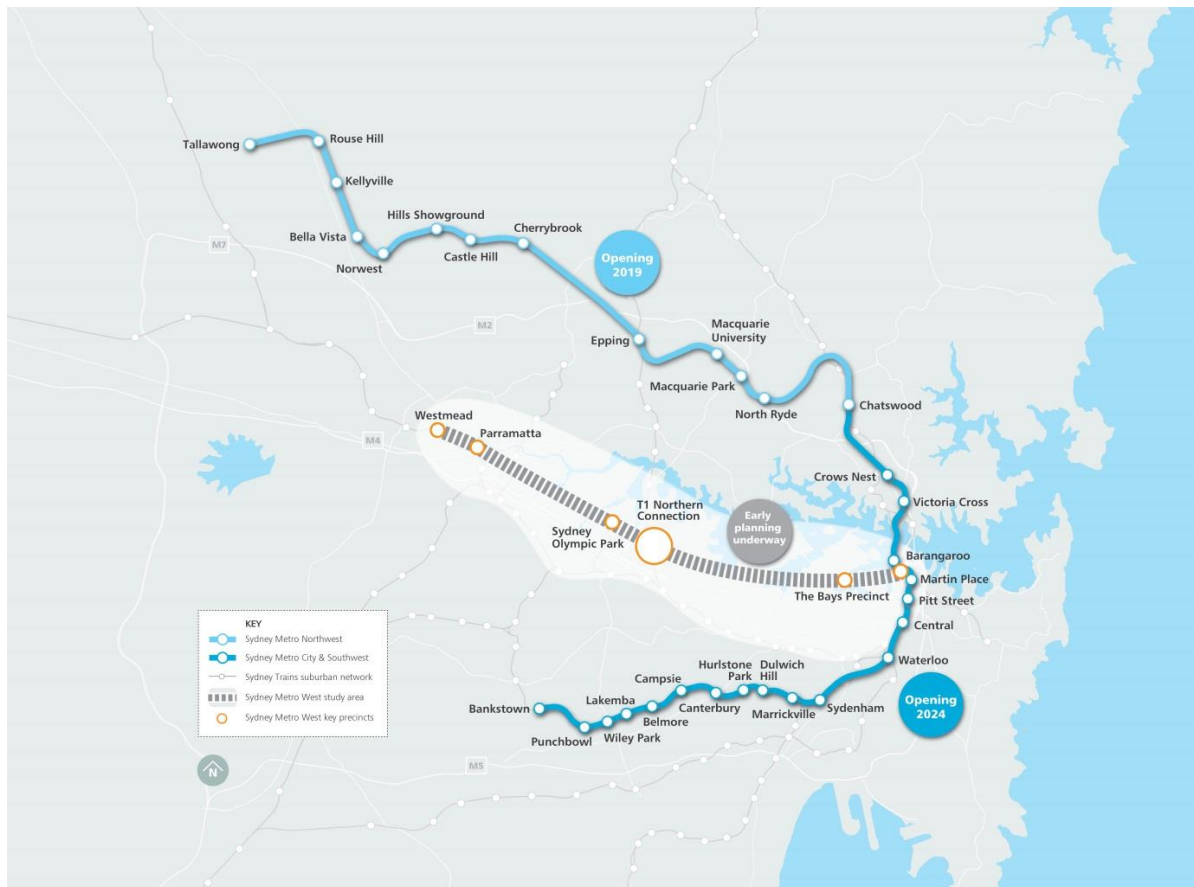 Tallawong
Rouse Hill
Kellyville
Bella Vista
Norwest
Hills Showground
Castle Hill
Cherrybrook
Opening
2019
M7
M2
Epping
Macquarie
University
Macquarie Park
North Ryde
Chatswood
Westmead
Parramatta
M4
Crows Nest
Victoria Cross
T1 Northern
Connection
Sydney
Olympic Park
Early
planning
underway
Barangaroo
Martin Place
The Bays Precinct
Pitt Street
Central
Waterloo
KEY
Sydney Metro Northwest
Sydney Metro City & Southwest
Sydney Trains suburban network
Sydney Metro West study area
Sydney Metro West key precincts
Bankstown
Punchbowl
Wiley Park
Lakemba
Belmore
Campsie
Canterbury
Hurlstone
Park
Dulwich
Hill
Marrickville
Sydenham
Opening
2024
M5
N